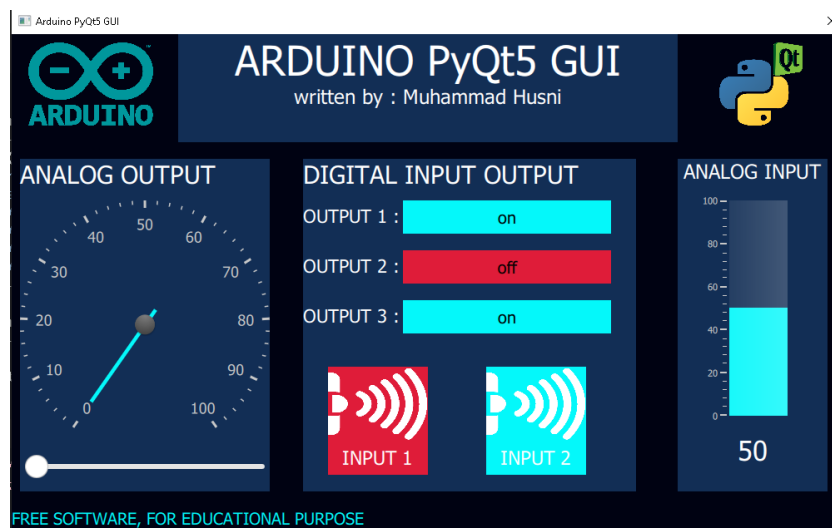 Arduino PyQt5 GUI
ARDUINO
ARDUINO PyQt5 GUI
written by : Muhammad Husni
Qt
ANALOG OUTPUT
0
10
20
30
40
50
60
70
80
90
100
DIGITAL INPUT OUTPUT
OUTPUT 1 : on
OUTPUT 2 : off
OUTPUT 3 : on
INPUT 1
INPUT 2
ANALOG INPUT
100
80
60
40
20
0
50
FREE SOFTWARE, FOR EDUCATIONAL PURPOSE